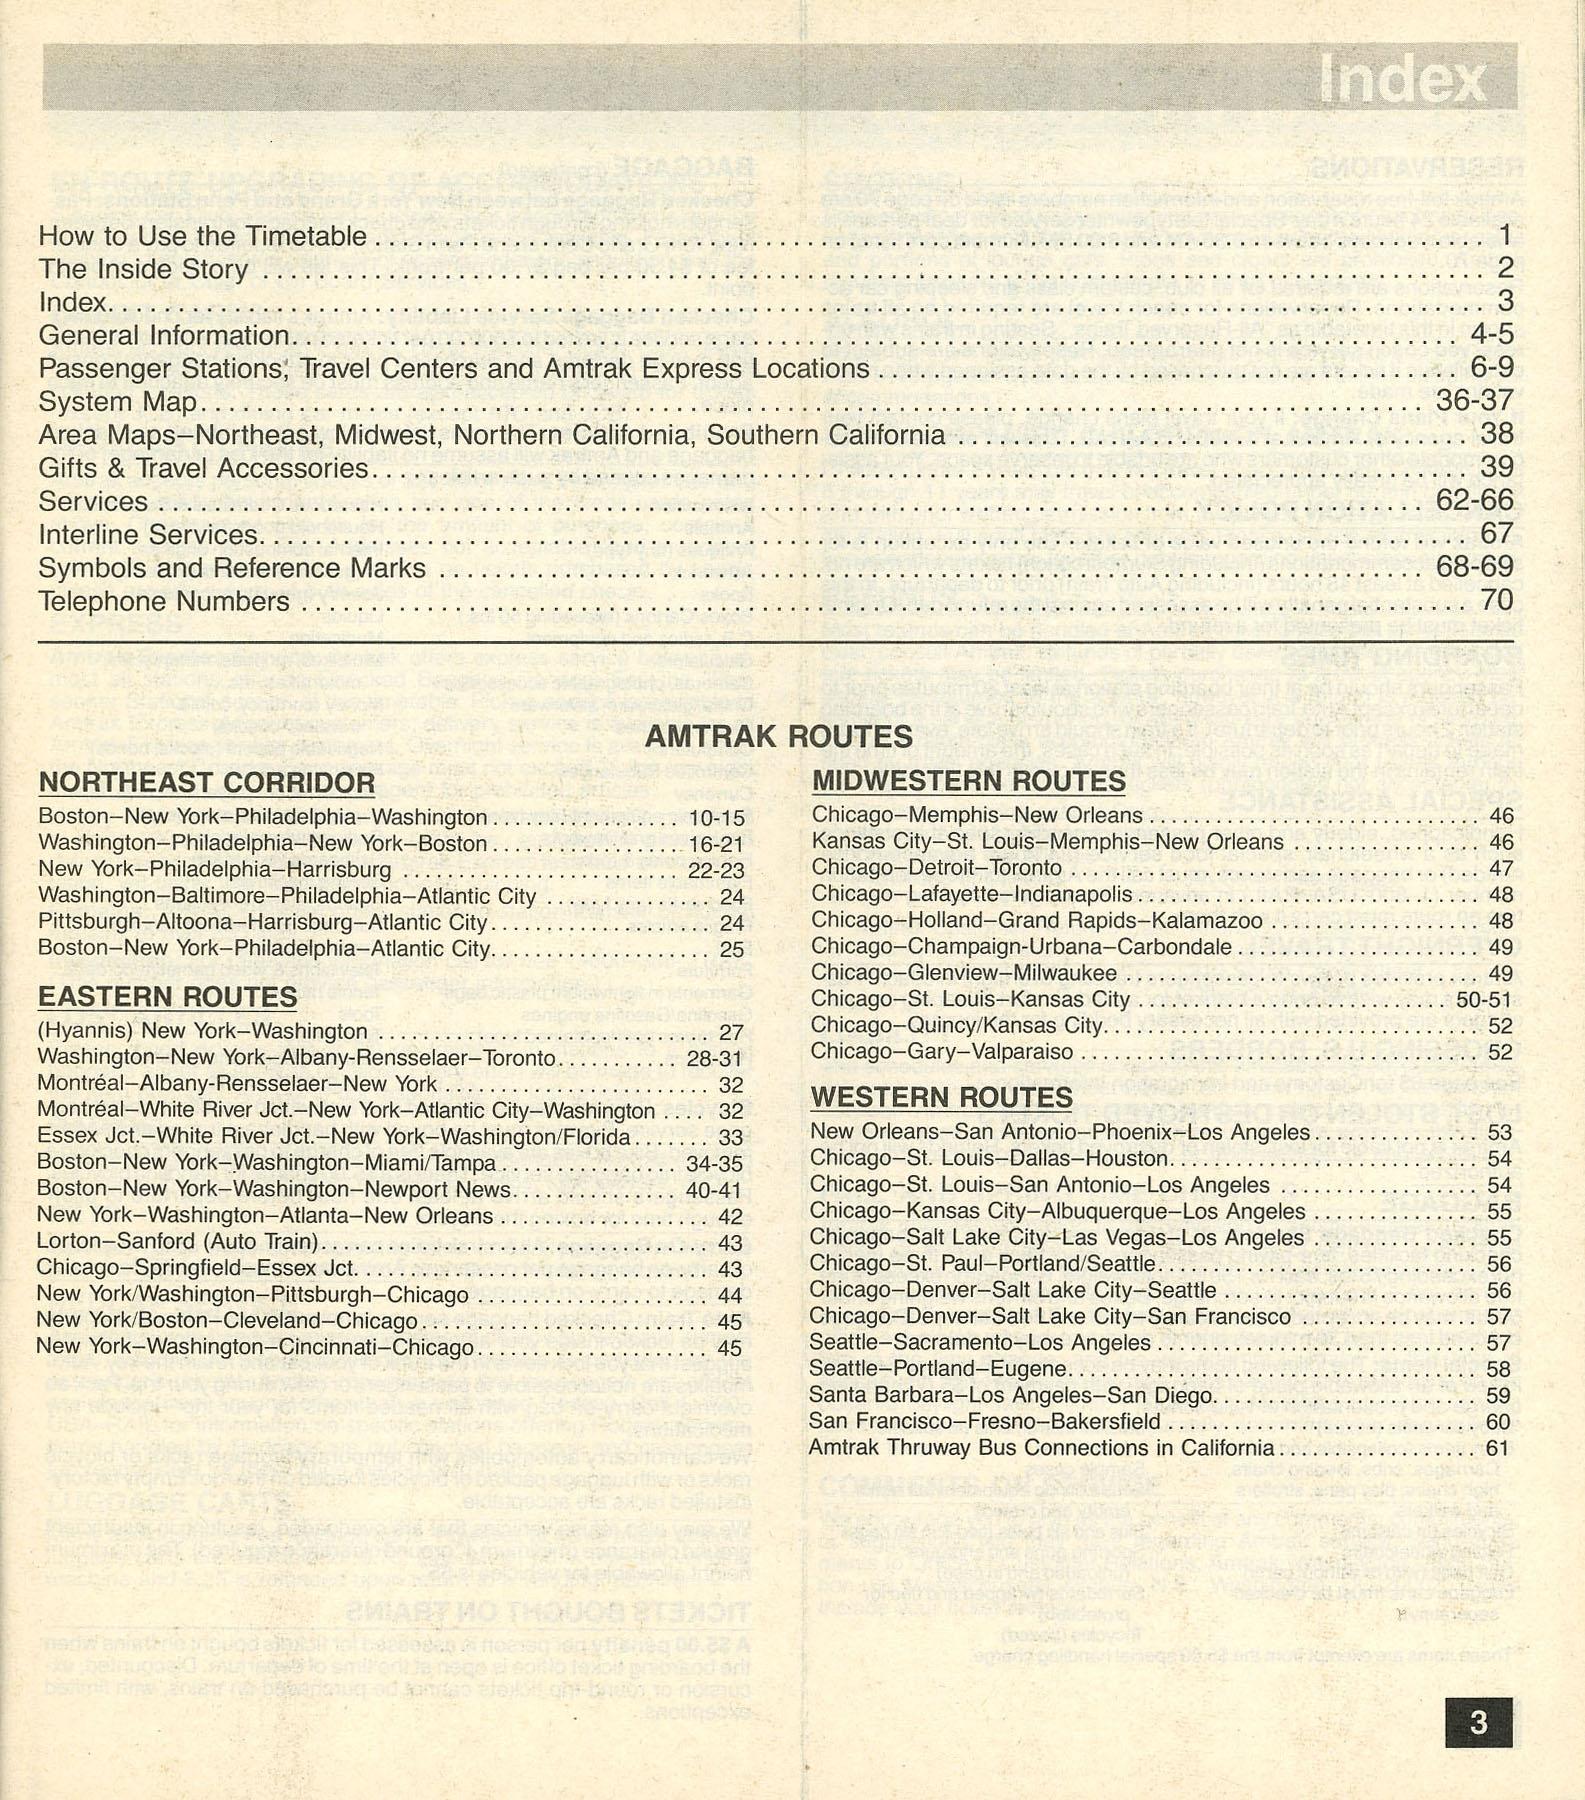 Index
How to Use the Timetable ........ 1
The Inside Story ........ 2
Index ........ 3
General Information ........ 4-5
Passenger Stations, Travel Centers and Amtrak Express Locations ........ 6-9
System Map ........ 36-37
Area Maps–Northeast, Midwest, Northern California, Southern California ........ 38
Gifts & Travel Accessories ........ 39
Services ........ 62-66
Interline Services ........ 67
Symbols and Reference Marks ........ 68-69
Telephone Numbers ........ 70
AMTRAK ROUTES
NORTHEAST CORRIDOR
Boston–New York–Philadelphia–Washington ........ 10-15
Washington–Philadelphia–New York–Boston ........ 16-21
New York–Philadelphia–Harrisburg ........ 22-23
Washington–Baltimore–Philadelphia–Atlantic City ........ 24
Pittsburgh–Altoona–Harrisburg–Atlantic City ........ 24
Boston–New York–Philadelphia–Atlantic City ........ 25
EASTERN ROUTES
(Hyannis) New York–Washington ........ 27
Washington–New York–Albany-Rensselaer–Toronto ........ 28-31
Montréal–Albany-Rensselaer–New York ........ 32
Montréal–White River Jct.–New York–Atlantic City–Washington .... 32
Essex Jct.–White River Jct.–New York–Washington/Florida ........ 33
Boston–New York–Washington–Miami/Tampa ........ 34-35
Boston–New York–Washington–Newport News ........ 40-41
New York–Washington–Atlanta–New Orleans ........ 42
Lorton–Sanford (Auto Train) ........ 43
Chicago–Springfield–Essex Jct. ........ 43
New York/Washington–Pittsburgh–Chicago ........ 44
New York/Boston–Cleveland–Chicago ........ 45
New York–Washington–Cincinnati–Chicago ........ 45
MIDWESTERN ROUTES
Chicago–Memphis–New Orleans ........ 46
Kansas City–St. Louis–Memphis–New Orleans ........ 46
Chicago–Detroit–Toronto ........ 47
Chicago–Lafayette–Indianapolis ........ 48
Chicago–Holland–Grand Rapids–Kalamazoo ........ 48
Chicago–Champaign-Urbana–Carbondale ........ 49
Chicago–Glenview–Milwaukee ........ 49
Chicago–St. Louis–Kansas City ........ 50-51
Chicago–Quincy/Kansas City ........ 52
Chicago–Gary–Valparaiso ........ 52
WESTERN ROUTES
New Orleans–San Antonio–Phoenix–Los Angeles ........ 53
Chicago–St. Louis–Dallas–Houston ........ 54
Chicago–St. Louis–San Antonio–Los Angeles ........ 54
Chicago–Kansas City–Albuquerque–Los Angeles ........ 55
Chicago–Salt Lake City–Las Vegas–Los Angeles ........ 55
Chicago–St. Paul–Portland/Seattle ........ 56
Chicago–Denver–Salt Lake City–Seattle ........ 56
Chicago–Denver–Salt Lake City–San Francisco ........ 57
Seattle–Sacramento–Los Angeles ........ 57
Seattle–Portland–Eugene ........ 58
Santa Barbara–Los Angeles–San Diego ........ 59
San Francisco–Fresno–Bakersfield ........ 60
Amtrak Thruway Bus Connections in California ........ 61
3